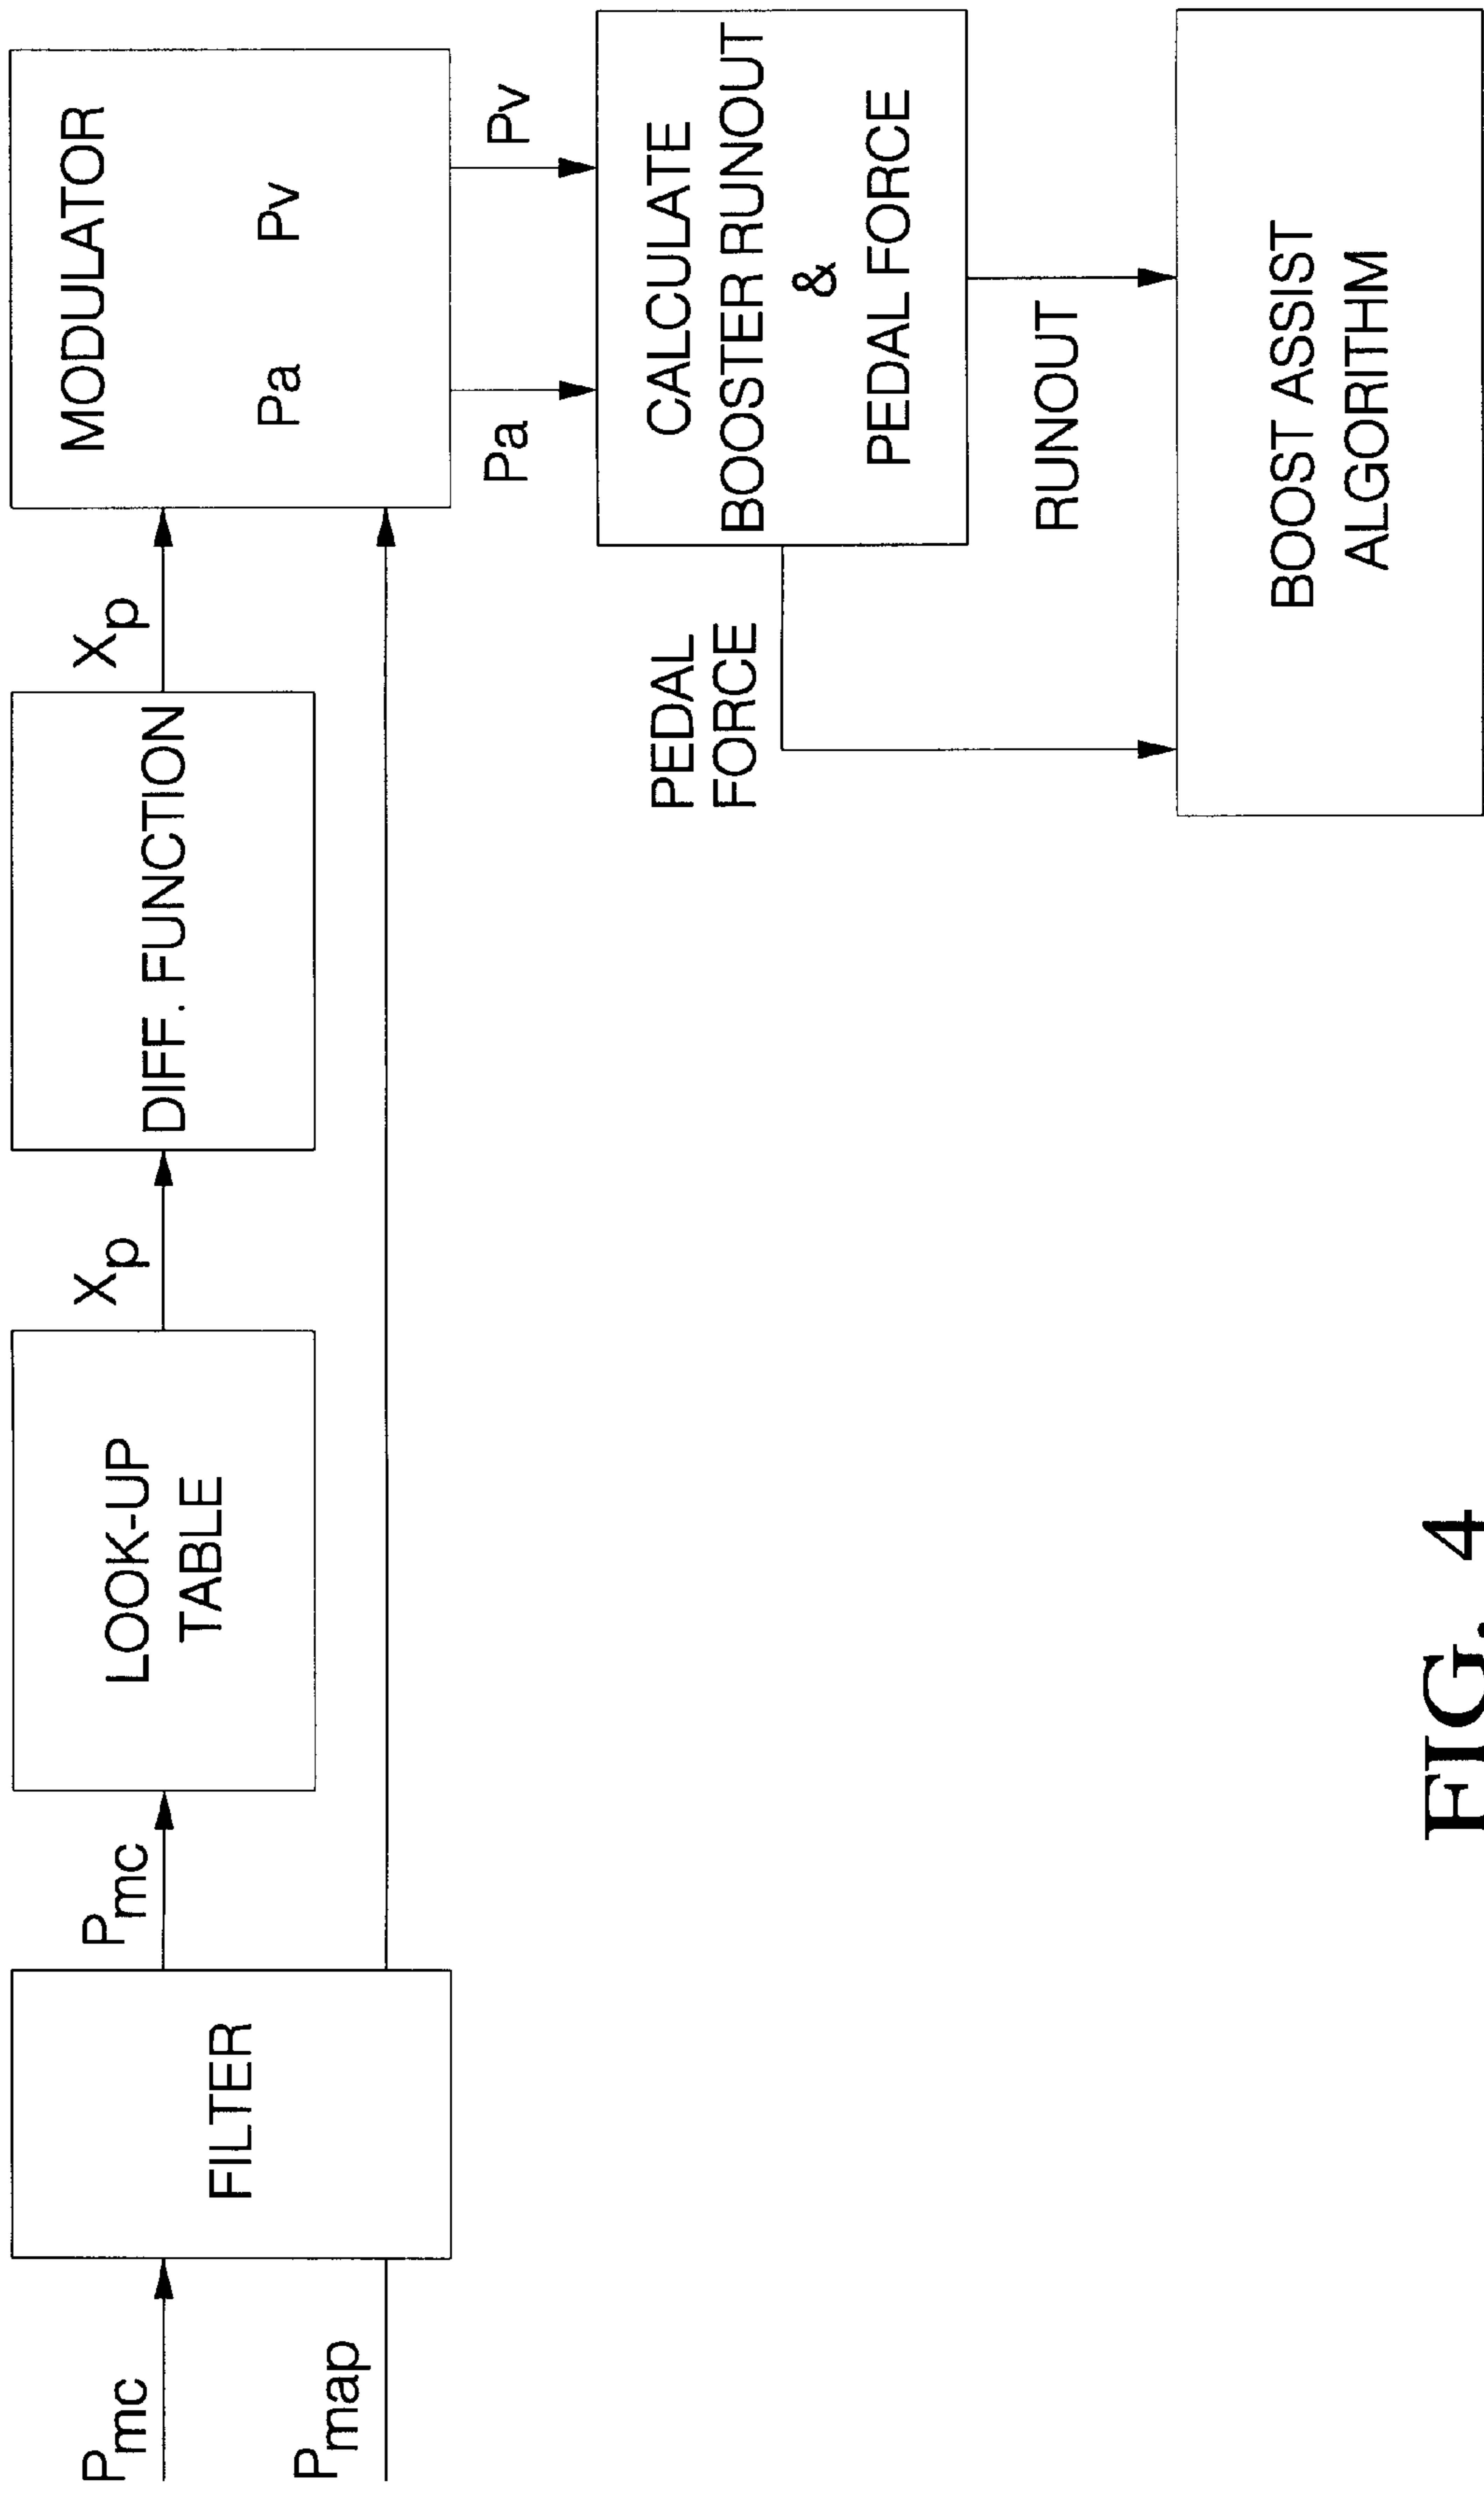 Pmc
Pmap
FILTER
Pmc
LOOK-UP
TABLE
Xp
DIFF. FUNCTION
Xp
MODULATOR
Pa Pv
Pa
Pv
CALCULATE
BOOSTER RUNOUT
&
PEDAL FORCE
PEDAL
FORCE
RUNOUT
BOOST ASSIST
ALGORITHM
FIG. 4